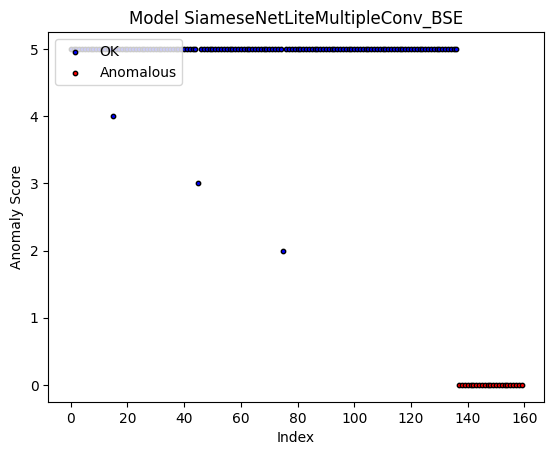 Model SiameseNetLiteMultipleConv_BSE
OK
Anomalous
Anomaly Score
5
4
3
2
1
0
0 20 40 60 80 100 120 140 160
Index